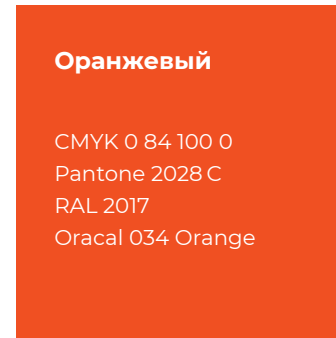 Оранжевый
CMYK 0 84 100 0
Pantone 2028 C
RAL 2017
Oracal 034 Orange